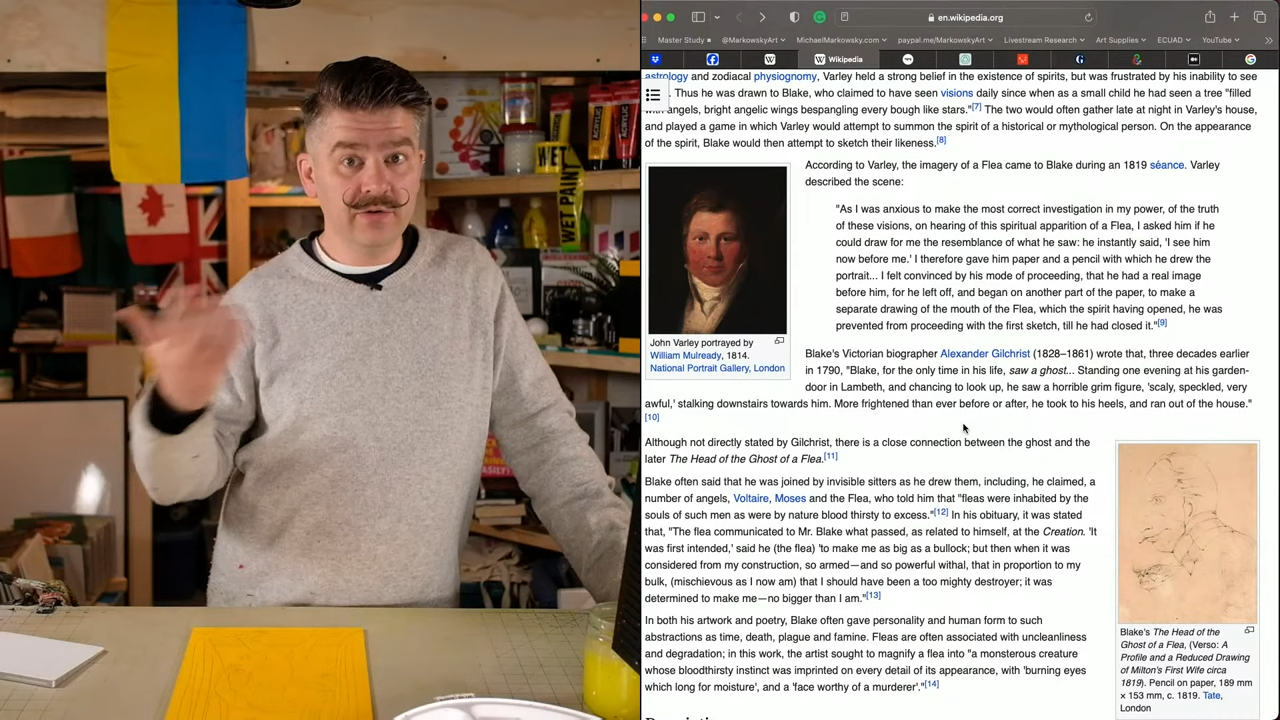 en.wikipedia.org
Master Study
@MarkowskyArt
MichaelMarkowsky.com
paypal.me/MarkowskyArt
Livestream Research
Art Supplies
ECUAD
YouTube
Wikipedia
astrology and zodiacal physiognomy, Varley held a strong belief in the existence of spirits, but was frustrated by his inability to see
. Thus he was drawn to Blake, who claimed to have seen visions daily since when as a small child he had seen a tree "filled
with angels, bright angelic wings bespangling every bough like stars."[7] The two would often gather late at night in Varley's house,
and played a game in which Varley would attempt to summon the spirit of a historical or mythological person. On the appearance
of the spirit, Blake would then attempt to sketch their likeness.[8]
According to Varley, the imagery of a Flea came to Blake during an 1819 séance. Varley
described the scene:
"As I was anxious to make the most correct investigation in my power, of the truth
of these visions, on hearing of this spiritual apparition of a Flea, I asked him if he
could draw for me the resemblance of what he saw: he instantly said, 'I see him
now before me.' I therefore gave him paper and a pencil with which he drew the
portrait... I felt convinced by his mode of proceeding, that he had a real image
before him, for he left off, and began on another part of the paper, to make a
separate drawing of the mouth of the Flea, which the spirit having opened, he was
prevented from proceeding with the first sketch, till he had closed it."[9]
John Varley portrayed by
William Mulready, 1814.
National Portrait Gallery, London
Blake's Victorian biographer Alexander Gilchrist (1828–1861) wrote that, three decades earlier
in 1790, "Blake, for the only time in his life, saw a ghost... Standing one evening at his garden-
door in Lambeth, and chancing to look up, he saw a horrible grim figure, 'scaly, speckled, very
awful,' stalking downstairs towards him. More frightened than ever before or after, he took to his heels, and ran out of the house."
[10]
Although not directly stated by Gilchrist, there is a close connection between the ghost and the
later The Head of the Ghost of a Flea.[11]
Blake often said that he was joined by invisible sitters as he drew them, including, he claimed, a
number of angels, Voltaire, Moses and the Flea, who told him that "fleas were inhabited by the
souls of such men as were by nature blood thirsty to excess."[12] In his obituary, it was stated
that, "The flea communicated to Mr. Blake what passed, as related to himself, at the Creation. 'It
was first intended,' said he (the flea) 'to make me as big as a bullock; but then when it was
considered from my construction, so armed—and so powerful withal, that in proportion to my
bulk, (mischievous as I now am) that I should have been a too mighty destroyer; it was
determined to make me—no bigger than I am."[13]
In both his artwork and poetry, Blake often gave personality and human form to such
abstractions as time, death, plague and famine. Fleas are often associated with uncleanliness
and degradation; in this work, the artist sought to magnify a flea into "a monsterous creature
whose bloodthirsty instinct was imprinted on every detail of its appearance, with 'burning eyes
which long for moisture', and a 'face worthy of a murderer'."[14]
Blake's The Head of the
Ghost of a Flea, (Verso: A
Profile and a Reduced Drawing
of Milton's First Wife circa
1819). Pencil on paper, 189 mm
× 153 mm, c. 1819. Tate,
London
WET PAINT
WET
ACRYLIC
ACRYLIC